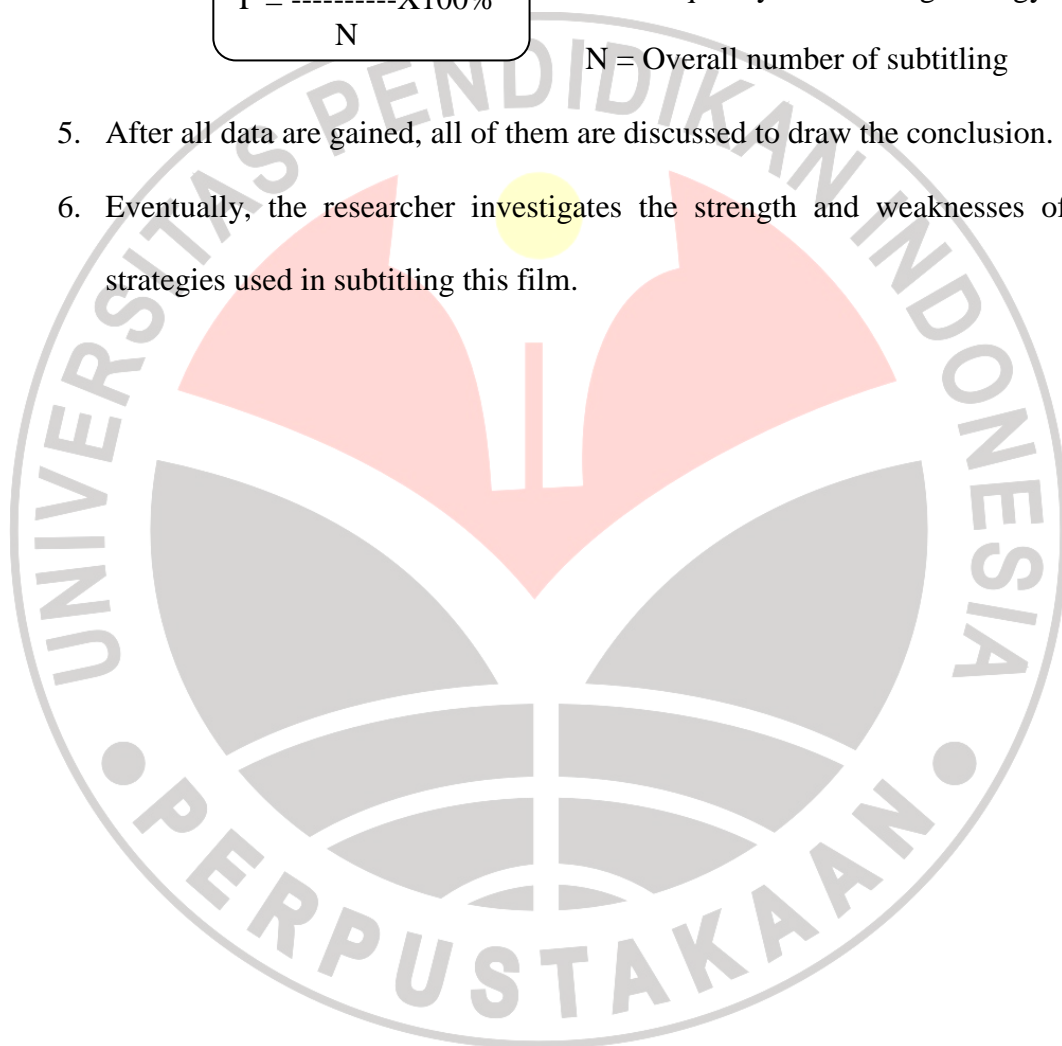 P = ----------X100%
N
N = Overall number of subtitling
5. After all data are gained, all of them are discussed to draw the conclusion.
6. Eventually, the researcher investigates the strength and weaknesses of
strategies used in subtitling this film.
UNIVERSITAS PENDIDIKAN INDONESIA
PERPUSTAKAAN